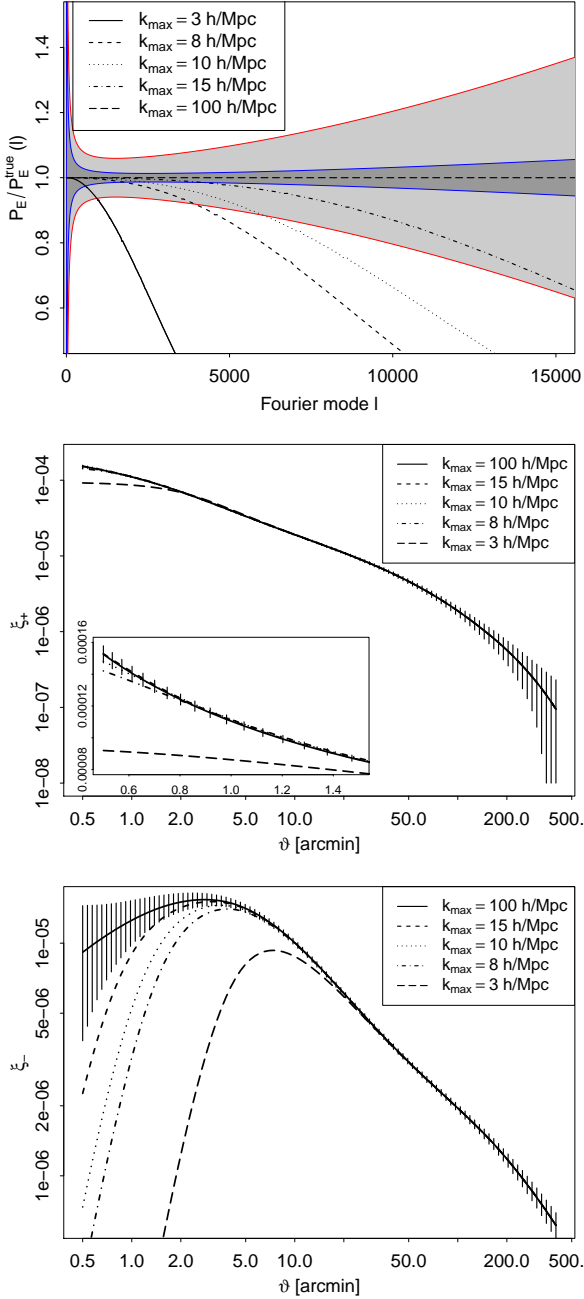 k_max = 3 h/Mpc
k_max = 8 h/Mpc
k_max = 10 h/Mpc
k_max = 15 h/Mpc
k_max = 100 h/Mpc
P_E/P_E^true (l)
1.4
1.2
1.0
0.8
0.6
0
5000
10000
15000
Fourier mode l
k_max = 100 h/Mpc
k_max = 15 h/Mpc
k_max = 10 h/Mpc
k_max = 8 h/Mpc
k_max = 3 h/Mpc
ξ+
1e-04
1e-05
1e-06
1e-07
1e-08
0.00016
0.00012
0.00008
0.6
0.8
1.0
1.2
1.4
0.5
1.0
2.0
5.0
10.0
50.0
200.0
500.
ϑ [arcmin]
k_max = 100 h/Mpc
k_max = 15 h/Mpc
k_max = 10 h/Mpc
k_max = 8 h/Mpc
k_max = 3 h/Mpc
ξ−
1e-05
5e-06
2e-06
1e-06
0.5
1.0
2.0
5.0
10.0
50.0
200.0
500.
ϑ [arcmin]